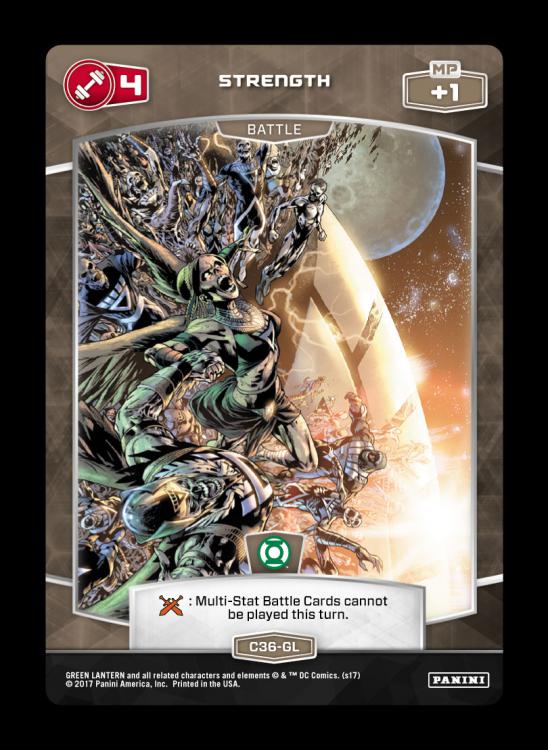 4
STRENGTH
MP
+1
BATTLE
: Multi-Stat Battle Cards cannot
be played this turn.
C36-GL
GREEN LANTERN and all related characters and elements © & ™ DC Comics. (s17)
© 2017 Panini America, Inc. Printed in the USA.
PANINI